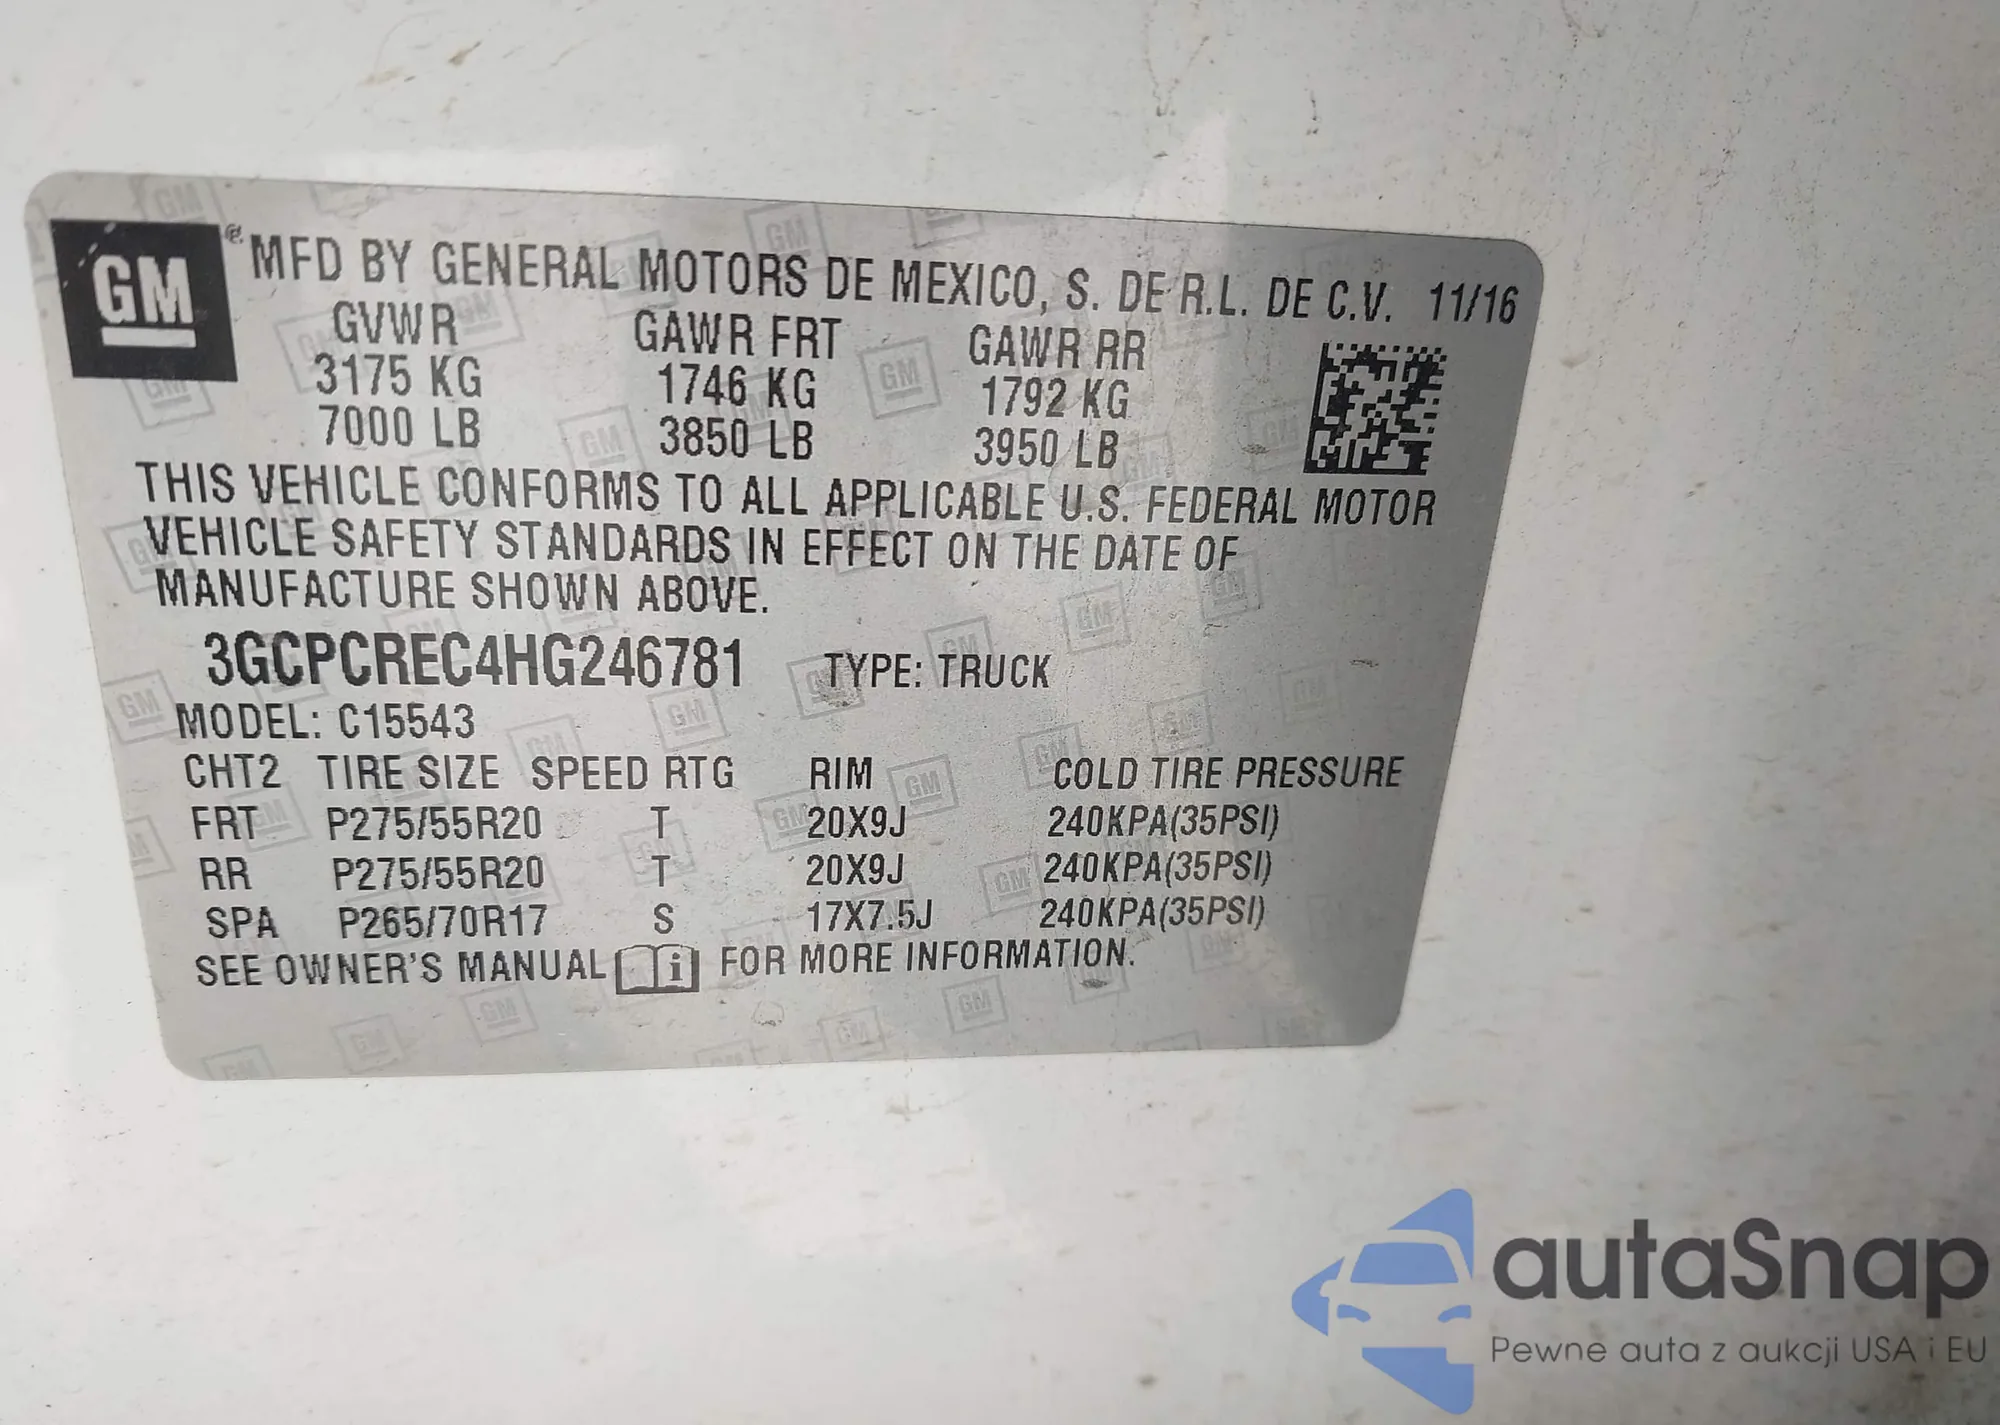 GM
® MFD BY GENERAL MOTORS DE MEXICO, S. DE R.L. DE C.V. 11/16
GVWR GAWR FRT GAWR RR
3175 KG 1746 KG 1792 KG
7000 LB 3850 LB 3950 LB
THIS VEHICLE CONFORMS TO ALL APPLICABLE U.S. FEDERAL MOTOR
VEHICLE SAFETY STANDARDS IN EFFECT ON THE DATE OF
MANUFACTURE SHOWN ABOVE.
3GCPCREC4HG246781 TYPE: TRUCK
MODEL: C15543
CHT2 TIRE SIZE SPEED RTG RIM COLD TIRE PRESSURE
FRT P275/55R20 T 20X9J 240KPA(35PSI)
RR P275/55R20 T 20X9J 240KPA(35PSI)
SPA P265/70R17 S 17X7.5J 240KPA(35PSI)
SEE OWNER'S MANUAL i FOR MORE INFORMATION.
autaSnap
Pewne auta z aukcji USA i EU